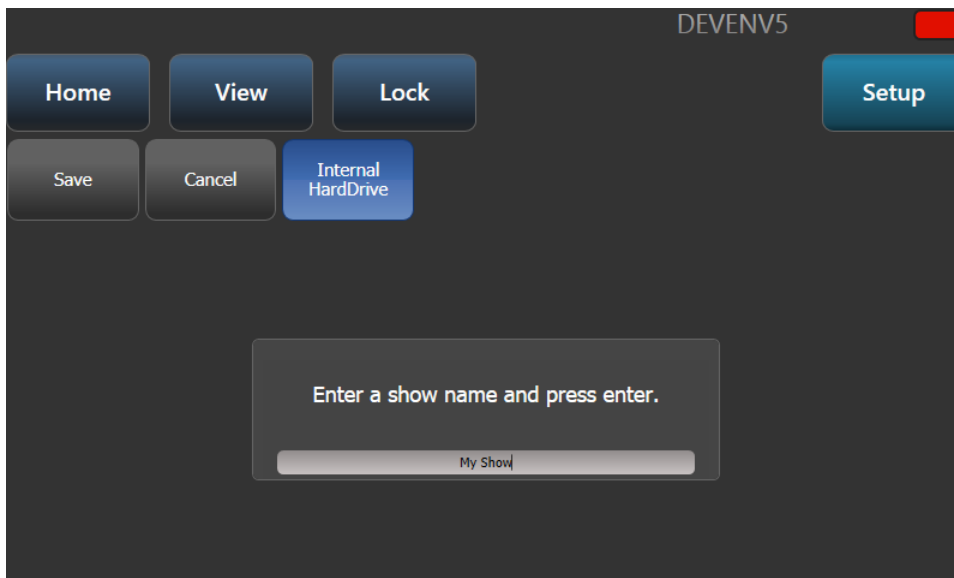 DEVENV5
Home
View
Lock
Setup
Save
Cancel
Internal
HardDrive
Enter a show name and press enter.
My Show